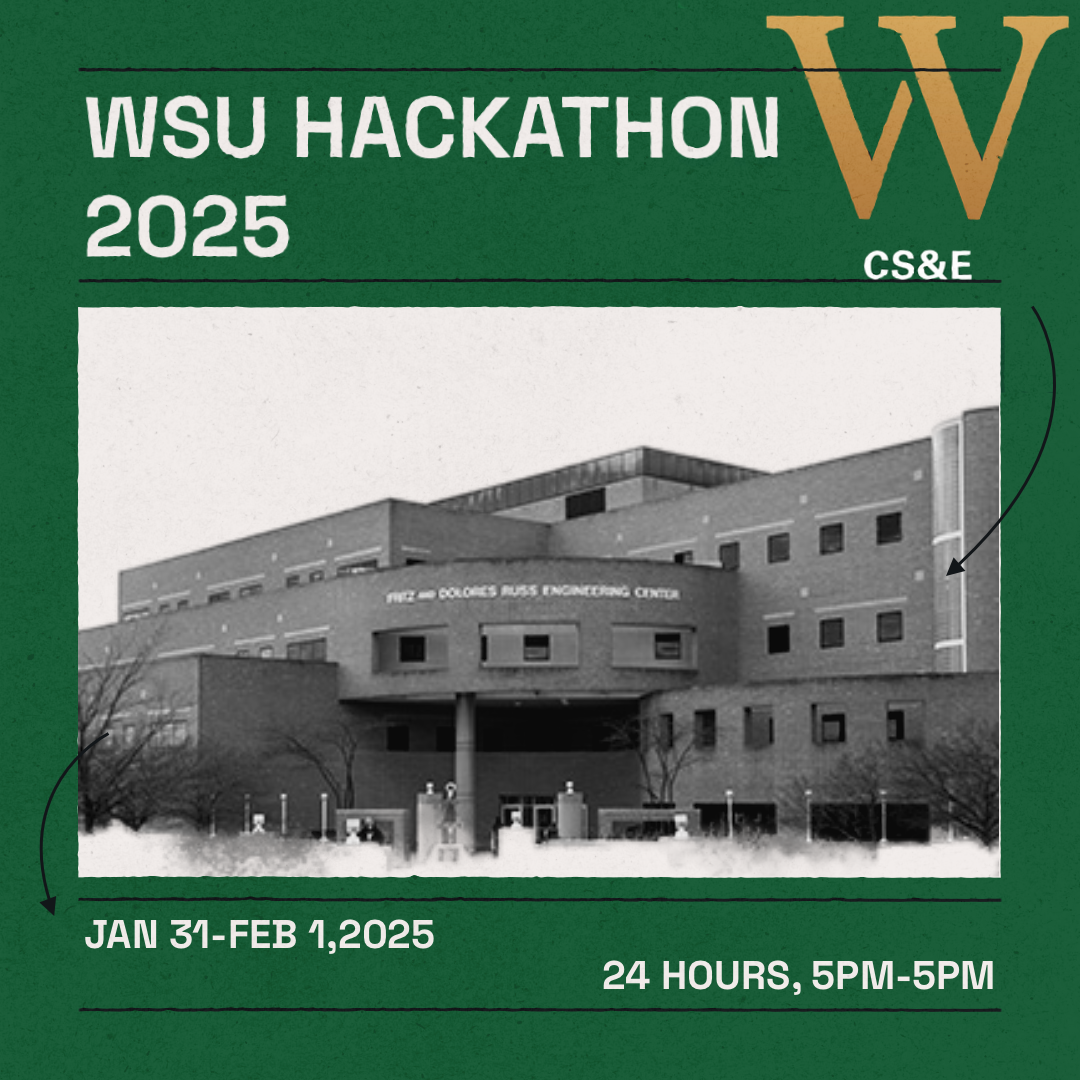 W
WSU HACKATHON
2025
CS&E
FRITZ AND DOLORES RUSS ENGINEERING CENTER
JAN 31-FEB 1,2025
24 HOURS, 5PM-5PM